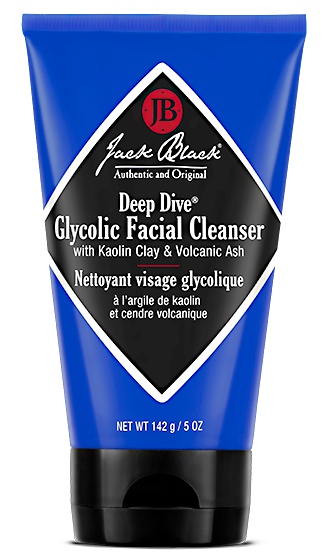 JB
Jack Black®
Authentic and Original
Deep Dive®
Glycolic Facial Cleanser
with Kaolin Clay & Volcanic Ash
Nettoyant visage glycolique
à l'argile de kaolin
et cendre volcanique
NET WT 142 g / 5 OZ